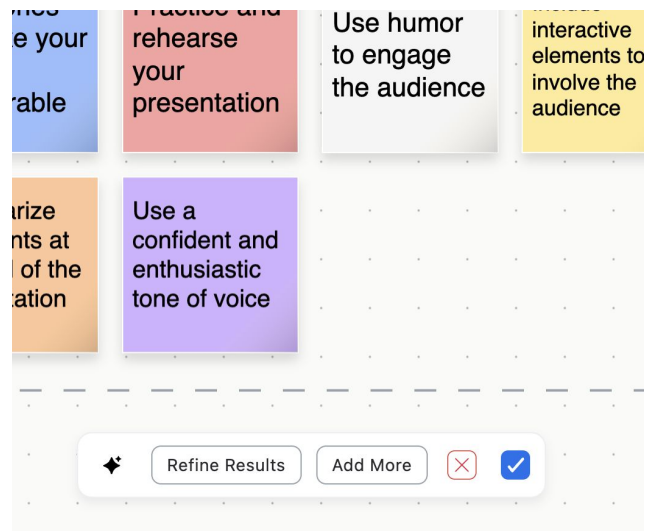 e your
rable
Practice and
rehearse
your
presentation
Use humor
to engage
the audience
interactive
elements to
involve the
audience
arize
nts at
of the
ation
Use a
confident and
enthusiastic
tone of voice
Refine Results
Add More